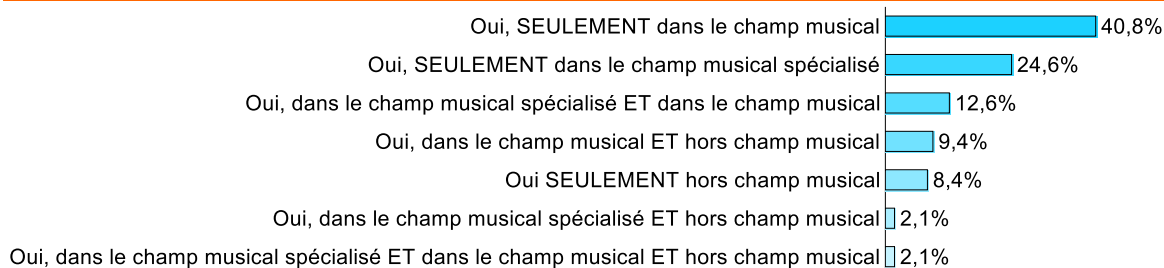 Oui, SEULEMENT dans le champ musical 40,8%
Oui, SEULEMENT dans le champ musical spécialisé 24,6%
Oui, dans le champ musical spécialisé ET dans le champ musical 12,6%
Oui, dans le champ musical ET hors champ musical 9,4%
Oui SEULEMENT hors champ musical 8,4%
Oui, dans le champ musical spécialisé ET hors champ musical 2,1%
Oui, dans le champ musical spécialisé ET dans le champ musical ET hors champ musical 2,1%